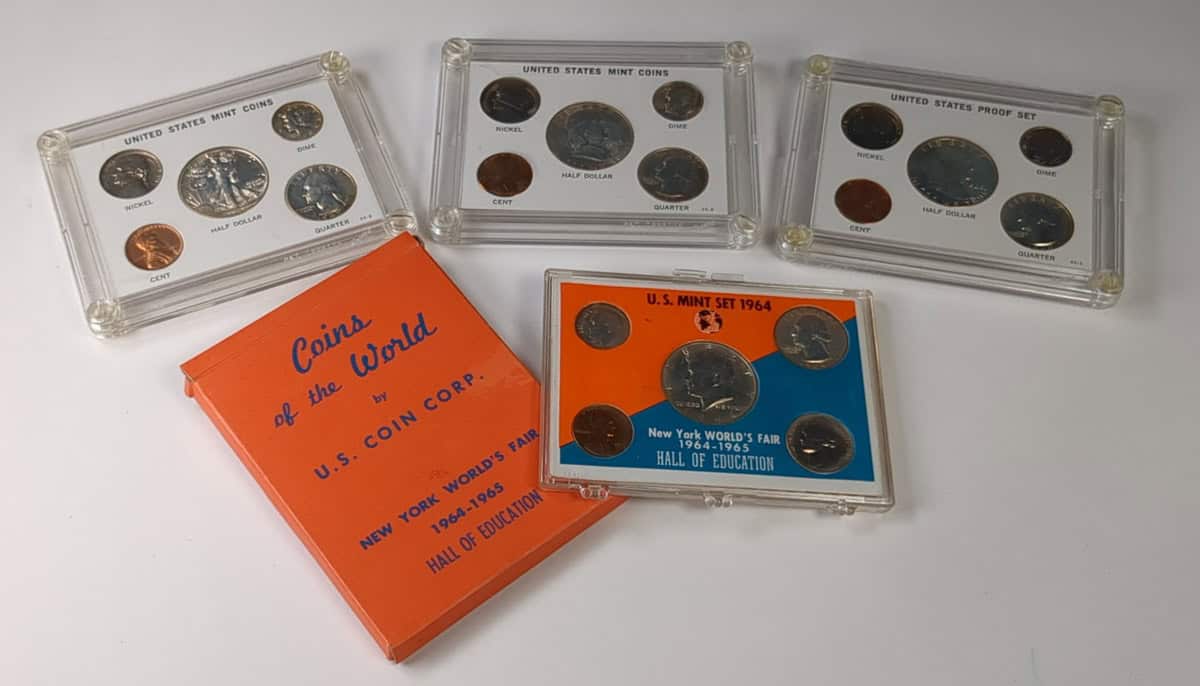 UNITED STATES MINT COINS
DIME
NICKEL
HALF DOLLAR
QUARTER
CENT
UNITED STATES MINT COINS
NICKEL
DIME
HALF DOLLAR
CENT
QUARTER
UNITED STATES PROOF SET
NICKEL
DIME
HALF DOLLAR
CENT
QUARTER
Coins
of the World
by
U.S. COIN CORP.
NEW YORK WORLD'S FAIR
1964-1965
HALL OF EDUCATION
U.S. MINT SET 1964
New York WORLD'S FAIR
1964-1965
HALL OF EDUCATION